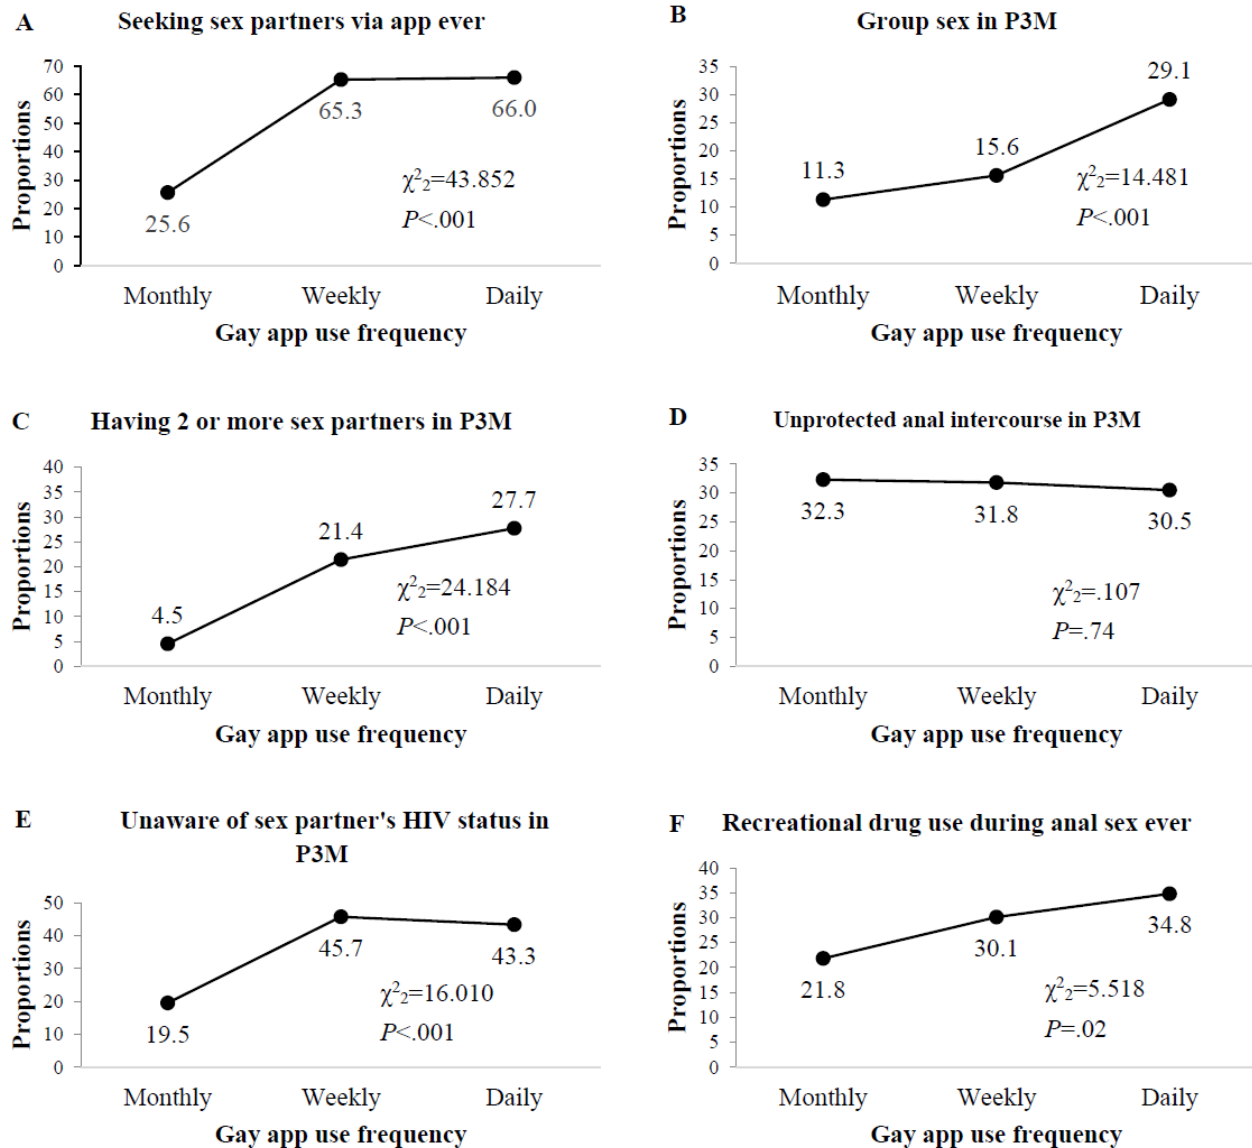 A Seeking sex partners via app ever
70
60
50
40
30
20
10
0
Proportions
25.6
65.3
66.0
χ²₂=43.852
P<.001
Monthly Weekly Daily
Gay app use frequency
B Group sex in P3M
35
30
25
20
15
10
5
0
Proportions
11.3
15.6
29.1
χ²₂=14.481
P<.001
Monthly Weekly Daily
Gay app use frequency
C Having 2 or more sex partners in P3M
40
35
30
25
20
15
10
5
0
Proportions
4.5
21.4
27.7
χ²₂=24.184
P<.001
Monthly Weekly Daily
Gay app use frequency
D Unprotected anal intercourse in P3M
35
30
25
20
15
10
5
0
Proportions
32.3
31.8
30.5
χ²₂=.107
P=.74
Monthly Weekly Daily
Gay app use frequency
E Unaware of sex partner's HIV status in
P3M
50
40
30
20
10
0
Proportions
19.5
45.7
43.3
χ²₂=16.010
P<.001
Monthly Weekly Daily
Gay app use frequency
F Recreational drug use during anal sex ever
40
35
30
25
20
15
10
5
0
Proportions
21.8
30.1
34.8
χ²₂=5.518
P=.02
Monthly Weekly Daily
Gay app use frequency